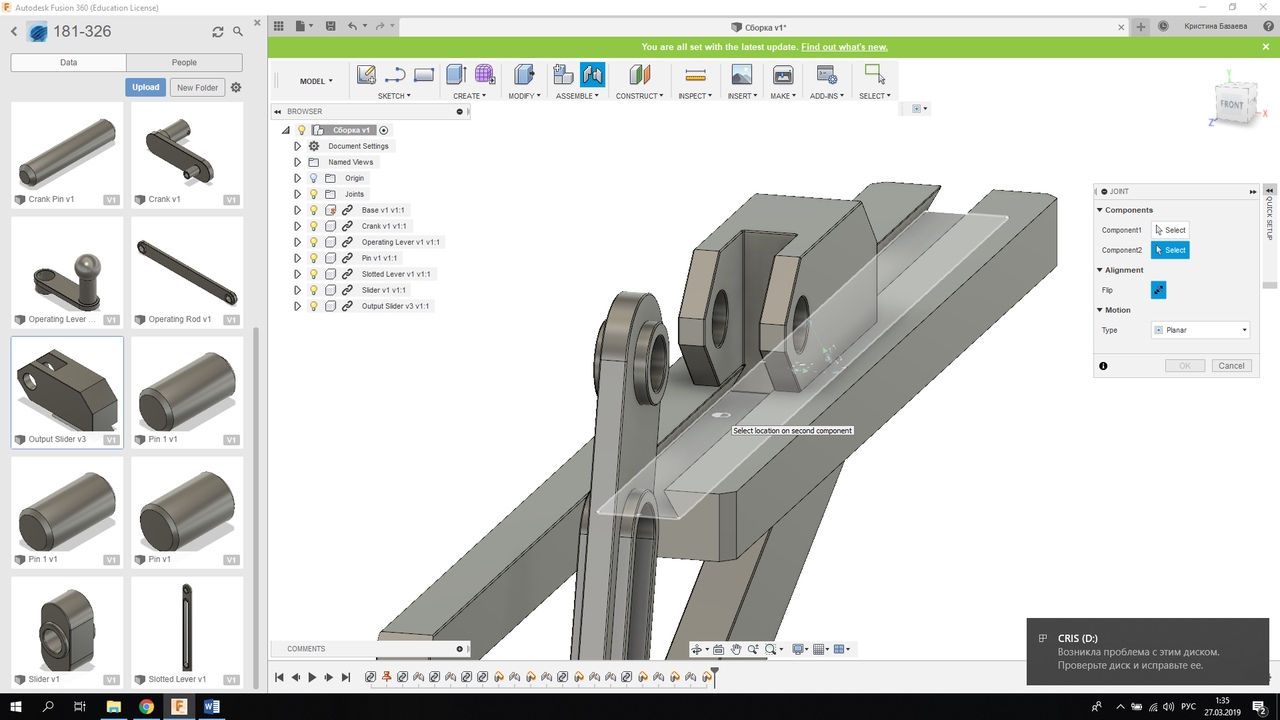 Autodesk Fusion 360 (Education License)
181-326
Data
People
Upload
New Folder
Crank Pin v1
V1
Crank v1
V1
Operating Lever ...
V1
Operating Rod v1
V1
Output Slider v3
V1
Pin 1 v1
V1
Pin 1 v1
V1
Pin v1
V1
Slider v1
V1
Slotted Lever v1
V1
Сборка v1*
Кристина Базаева
You are all set with the latest update. Find out what's new.
MODEL
SKETCH
CREATE
MODIFY
ASSEMBLE
CONSTRUCT
INSPECT
INSERT
MAKE
ADD-INS
SELECT
BROWSER
Сборка v1
Document Settings
Named Views
Origin
Joints
Base v1 v1:1
Crank v1 v1:1
Operating Lever v1 v1:1
Pin v1 v1:1
Slotted Lever v1 v1:1
Slider v1 v1:1
Output Slider v3 v1:1
FRONT
Y
Z
X
JOINT
Components
Component1
Select
Component2
Select
Alignment
Flip
Motion
Type
Planar
OK
Cancel
QUICK SETUP
Select location on second component
COMMENTS
CRIS (D:)
Возникла проблема с этим диском.
Проверьте диск и исправьте ее.
РУС
1:35
27.03.2019
2